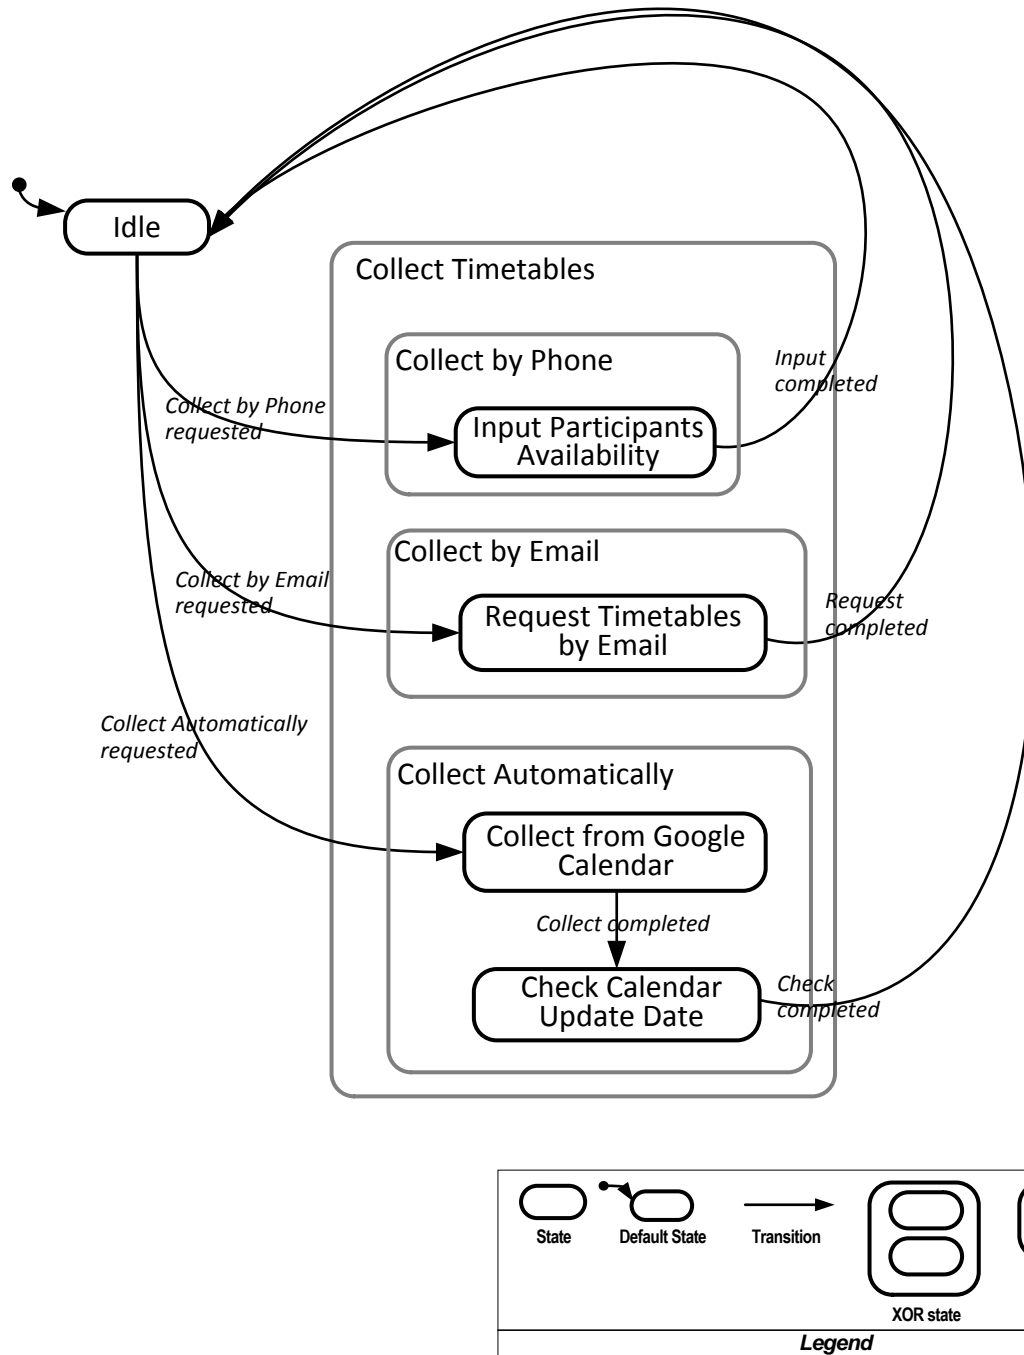 Idle
Collect Timetables
Collect by Phone
Input
completed
Collect by Phone
requested
Input Participants
Availability
Collect by Email
Collect by Email
requested
Request Timetables
by Email
Request
completed
Collect Automatically
requested
Collect Automatically
Collect from Google
Calendar
Collect completed
Check Calendar
Update Date
Check
completed
State
Default State
Transition
XOR state
Legend